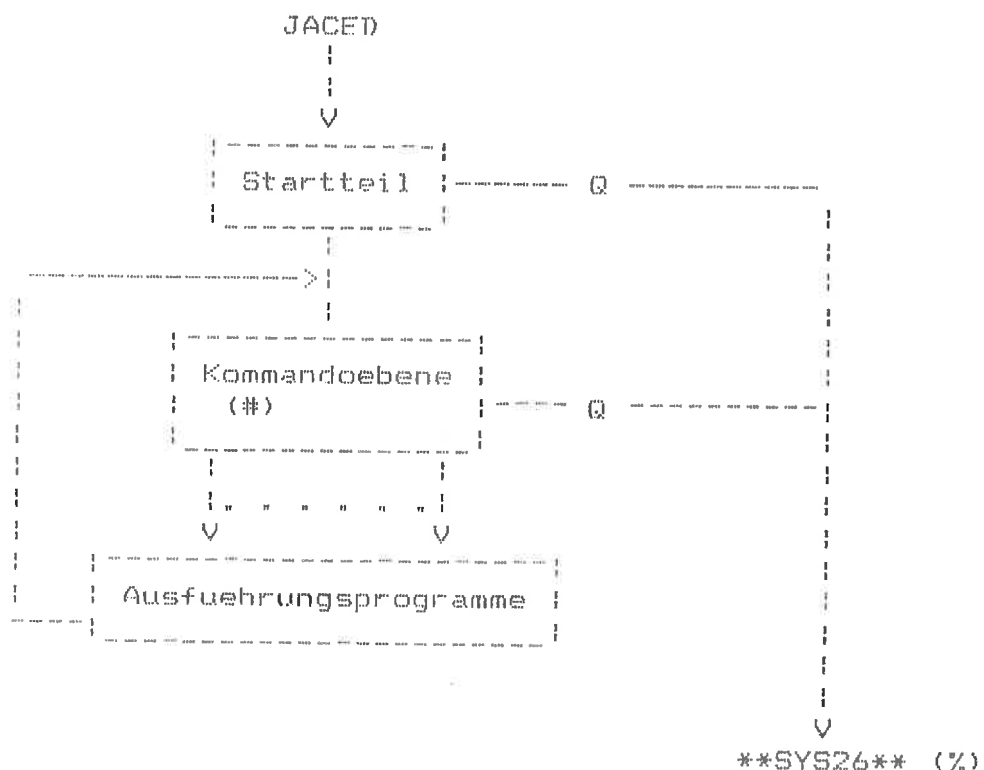 JACED
Startteil
Q
Kommandoebene
(#)
Q
Ausfuehrungsprogramme
**SYS26** (%)